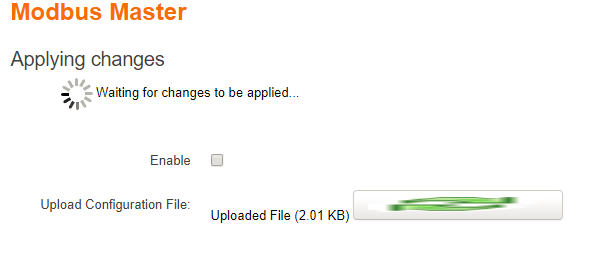 Modbus Master
Applying changes
Waiting for changes to be applied...
Enable
Upload Configuration File:
Uploaded File (2.01 KB)